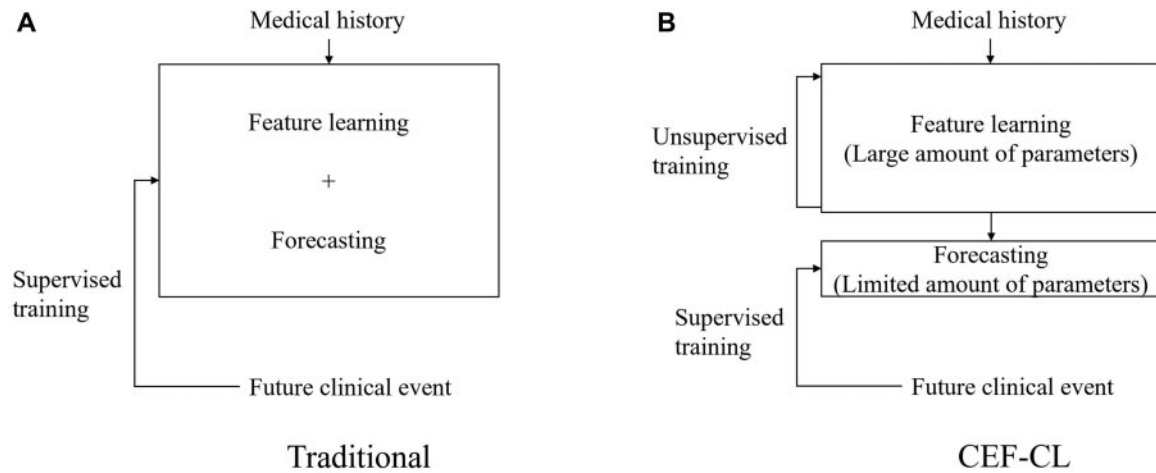 A
Medical history
Feature learning
+
Forecasting
Supervised
training
Future clinical event
Traditional
B
Medical history
Unsupervised
training
Feature learning
(Large amount of parameters)
Forecasting
(Limited amount of parameters)
Supervised
training
Future clinical event
CEF-CL